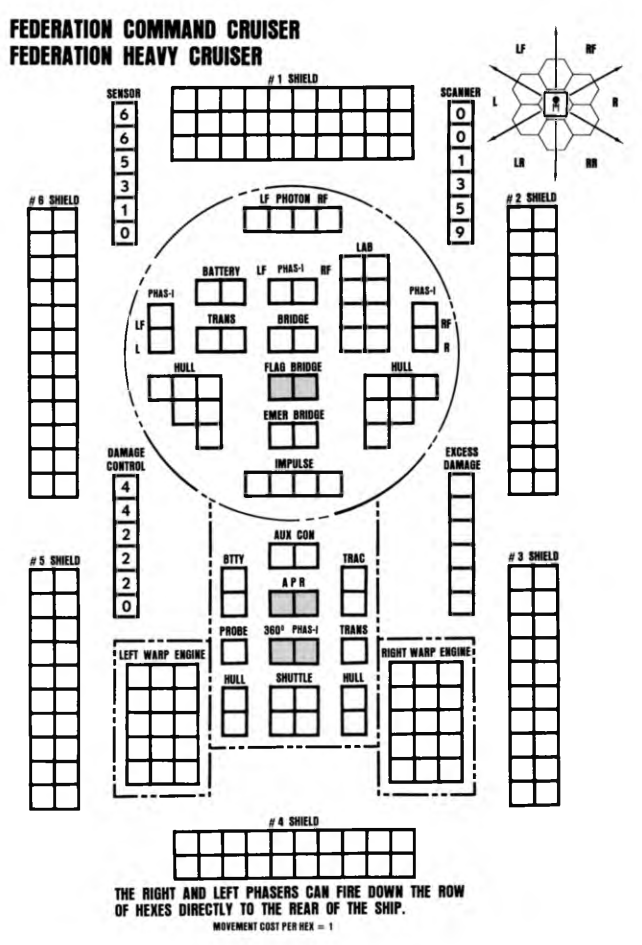 FEDERATION COMMAND CRUISER
FEDERATION HEAVY CRUISER
LF RF
L R
LR RR
# 1 SHIELD
SENSOR
6
6
5
3
1
0
SCANNER
0
0
1
3
5
9
# 6 SHIELD
# 2 SHIELD
LF PHOTON RF
LAB
BATTERY LF PHAS-I RF
PHAS-I
LF
L
PHAS-I
RF
R
TRANS BRIDGE
HULL FLAG BRIDGE HULL
EMER BRIDGE
IMPULSE
DAMAGE
CONTROL
4
4
2
2
2
0
EXCESS
DAMAGE
AUX CON
BTTY TRAC
A P R
# 5 SHIELD
# 3 SHIELD
PROBE 360° PHAS-I TRANS
LEFT WARP ENGINE
RIGHT WARP ENGINE
HULL SHUTTLE HULL
# 4 SHIELD
THE RIGHT AND LEFT PHASERS CAN FIRE DOWN THE ROW
OF HEXES DIRECTLY TO THE REAR OF THE SHIP.
MOVEMENT COST PER HEX = 1